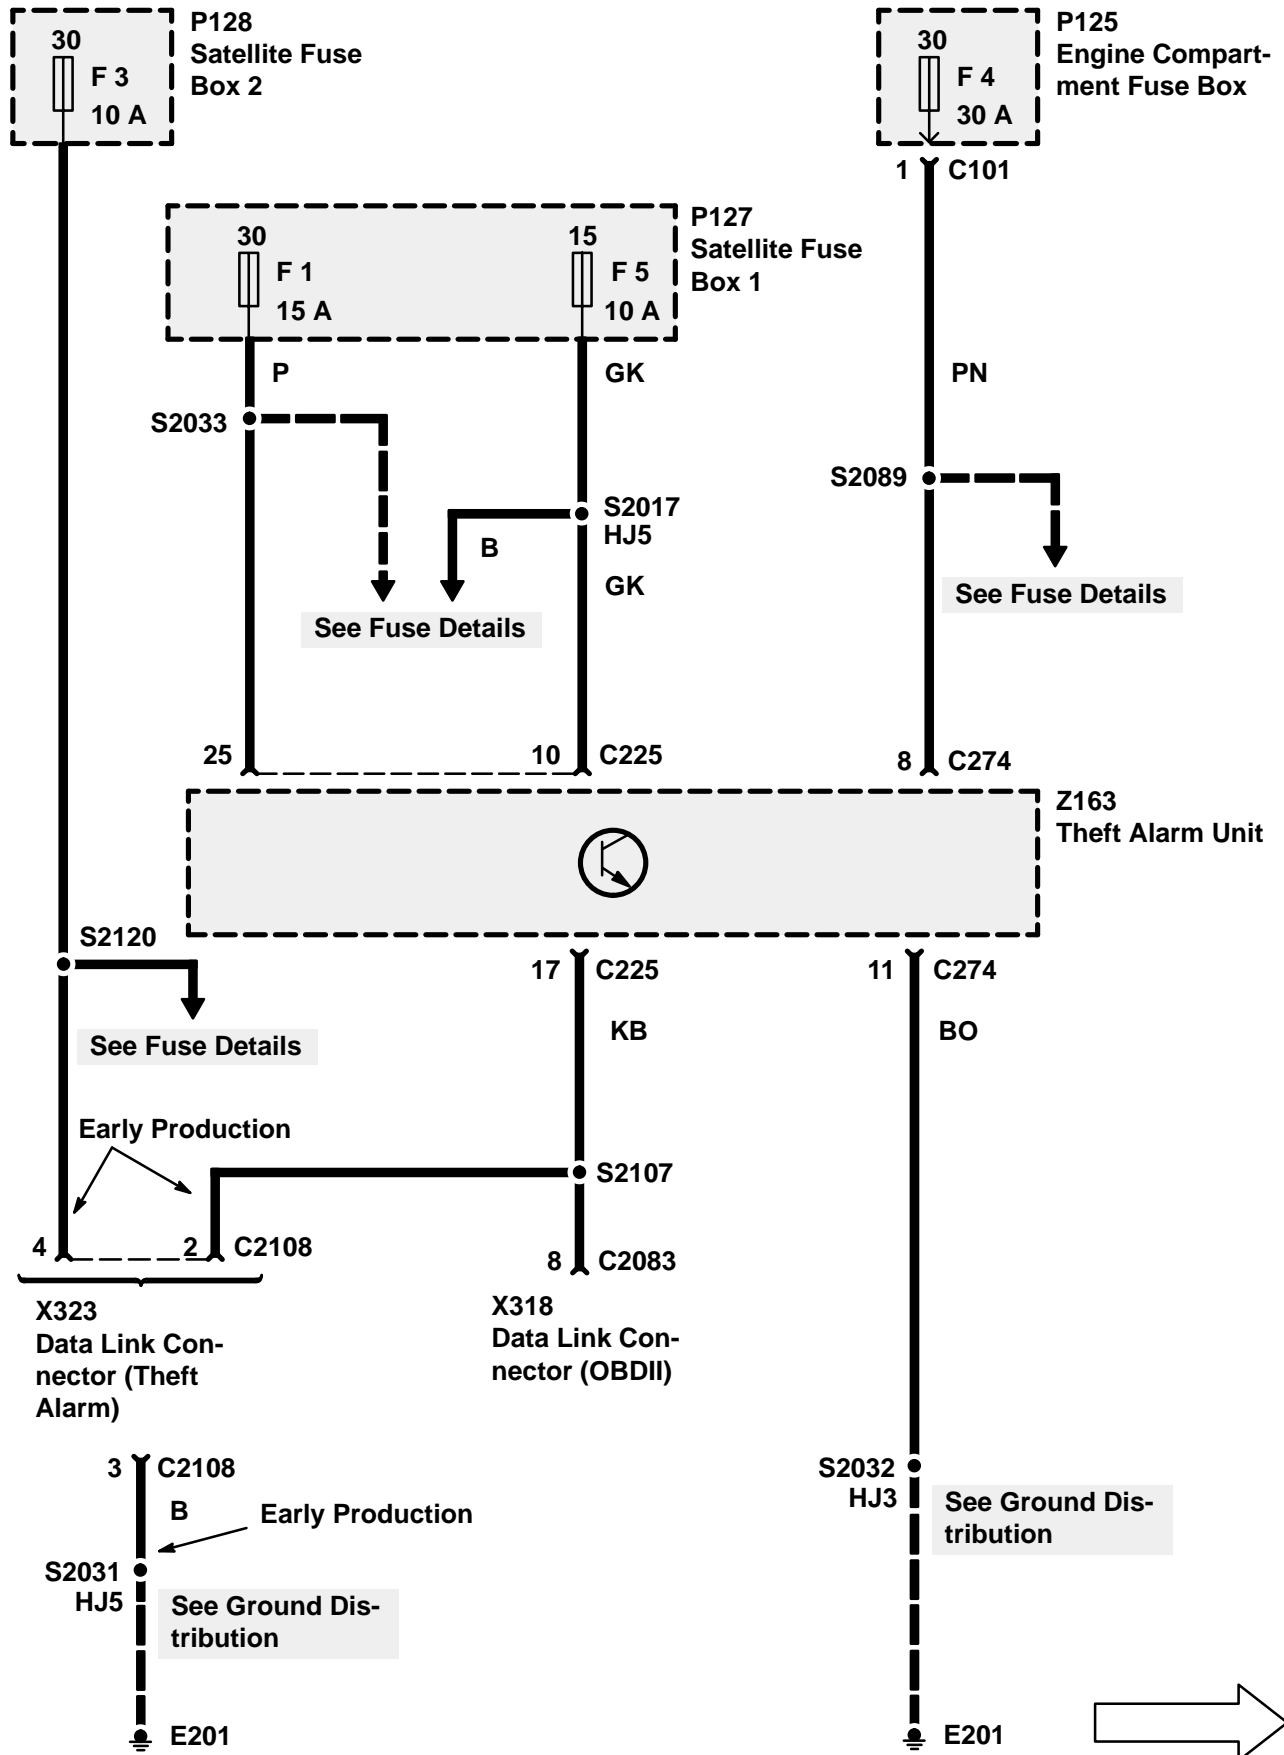 P128
Satellite Fuse
Box 2
30
F 3
10 A
P125
Engine Compart-
ment Fuse Box
30
F 4
30 A
1 C101
P127
Satellite Fuse
Box 1
30
F 1
15 A
15
F 5
10 A
P
GK
PN
S2033
S2089
S2017
HJ5
B
GK
See Fuse Details
See Fuse Details
25
10 C225
8 C274
Z163
Theft Alarm Unit
S2120
17 C225
11 C274
KB
BO
See Fuse Details
Early Production
S2107
4
2 C2108
8 C2083
X323
Data Link Con-
nector (Theft
Alarm)
X318
Data Link Con-
nector (OBDII)
3 C2108
B
Early Production
S2031
HJ5
See Ground Dis-
tribution
S2032
HJ3
See Ground Dis-
tribution
E201
E201